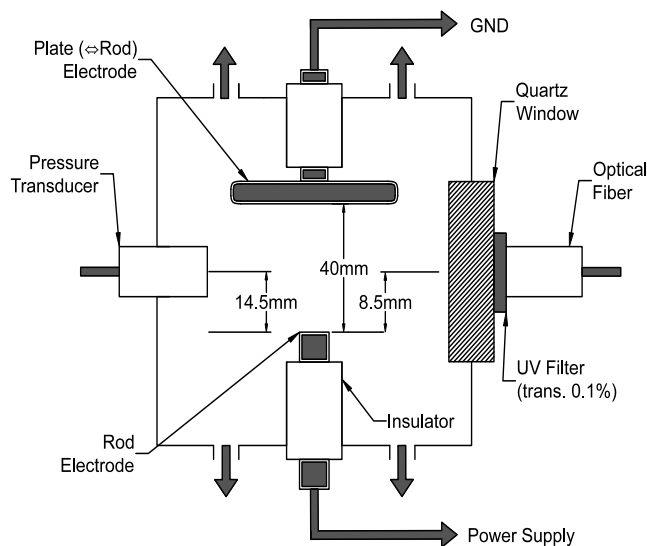 GND
Plate (⇔Rod)
Electrode
Quartz
Window
Pressure
Transducer
Optical
Fiber
40mm
14.5mm
8.5mm
UV Filter
(trans. 0.1%)
Insulator
Rod
Electrode
Power Supply